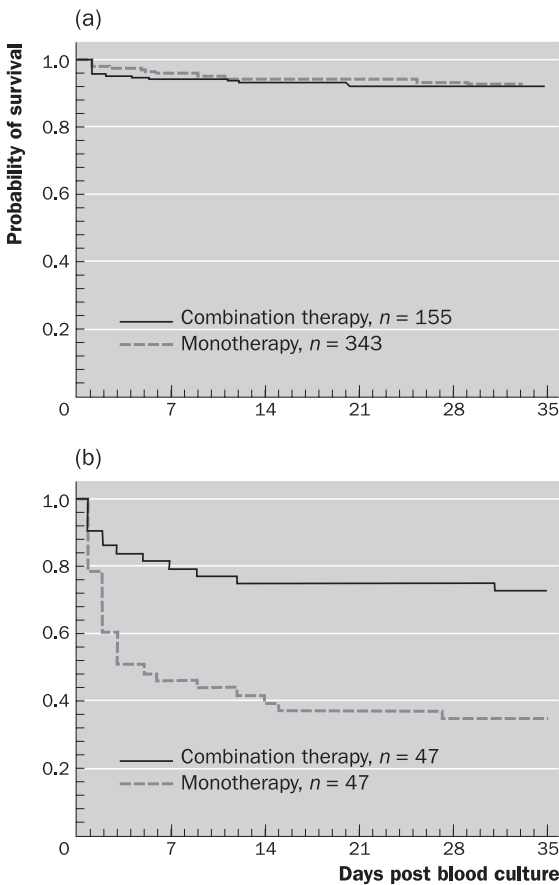 (a)
Probability of survival
1.0
0.8
0.6
0.4
0.2
0
Combination therapy, n = 155
Monotherapy, n = 343
7 14 21 28 35
(b)
1.0
0.8
0.6
0.4
0.2
0
Combination therapy, n = 47
Monotherapy, n = 47
7 14 21 28 35
Days post blood culture